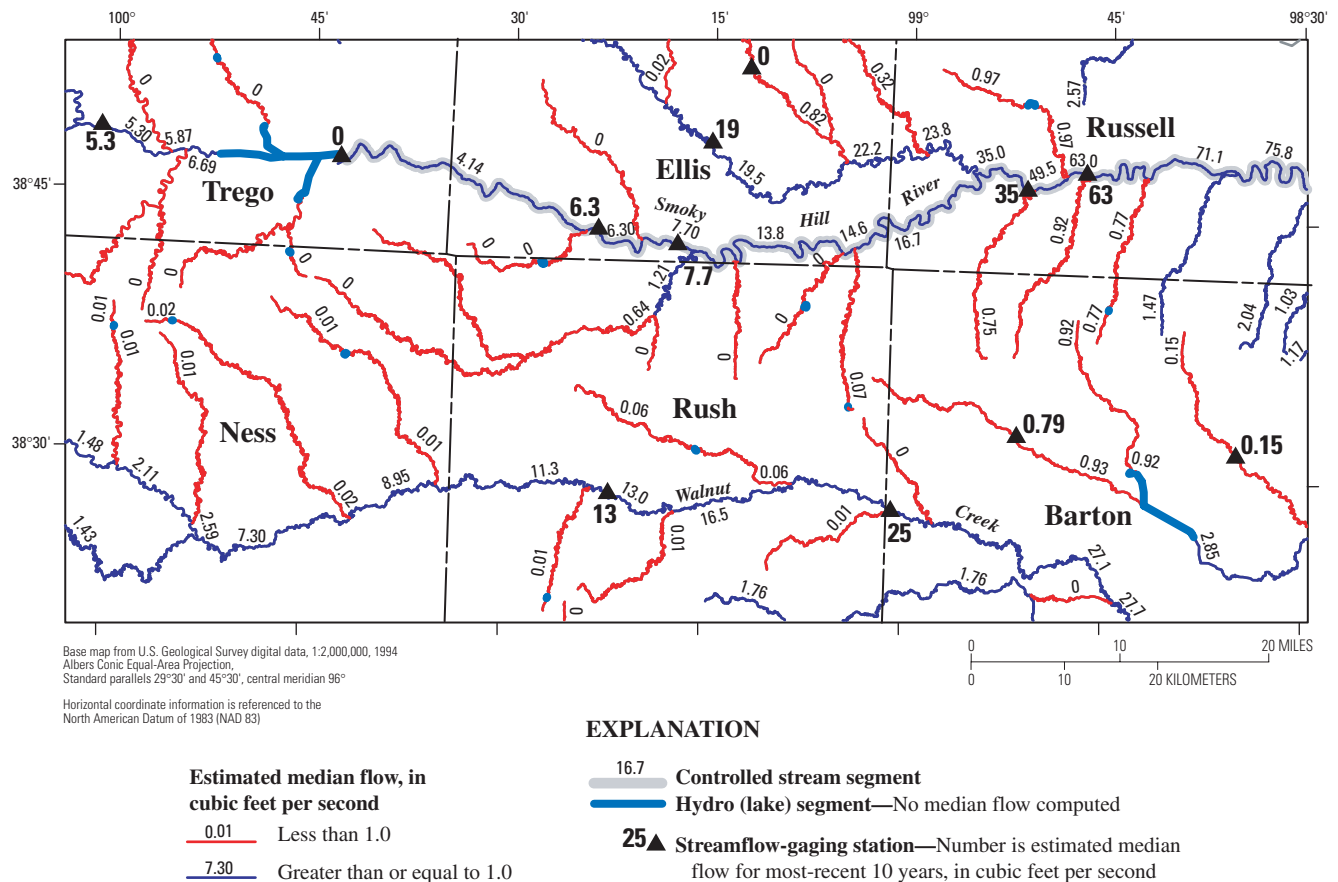 100° 45' 30' 15' 99° 45' 98°30'
0 0 0.02 0 0 0.32 0.97 2.57
5.3 5.30 5.87 0 19 0.82 23.8 0.97 Russell
6.69 4.14 0 Ellis 22.2 35.0 49.5 63.0 71.1 75.8
38°45' Trego 19.5 River 35 63
6.3 6.30 Smoky 7.70 Hill 13.8 14.6 16.7 0.92 0.77
0 0 0 0 7.7 0
0.01 0 0 1.21 0.75 1.47 2.04 1.03
0.02 0.01 0.64 0 0.92 0.77 1.17
0.01 0.01 0 0 0.15
0.07
0.06 Rush
38°30' Ness 0.79 0.15
1.48 0.01 0 0.93 0.92
2.11 8.95 11.3 0.06
0.02 13.0 Walnut
13 16.5 0.01 25 Creek Barton
1.43 2.59 7.30 0.01 2.85
0.01 27.1
0 1.76 1.76 0 27.7
Base map from U.S. Geological Survey digital data, 1:2,000,000, 1994
Albers Conic Equal-Area Projection,
Standard parallels 29°30' and 45°30', central meridian 96°
Horizontal coordinate information is referenced to the
North American Datum of 1983 (NAD 83)
0 10 20 MILES
0 10 20 KILOMETERS
EXPLANATION
Estimated median flow, in
cubic feet per second
0.01 Less than 1.0
7.30 Greater than or equal to 1.0
16.7 Controlled stream segment
Hydro (lake) segment—No median flow computed
25 Streamflow-gaging station—Number is estimated median
flow for most-recent 10 years, in cubic feet per second